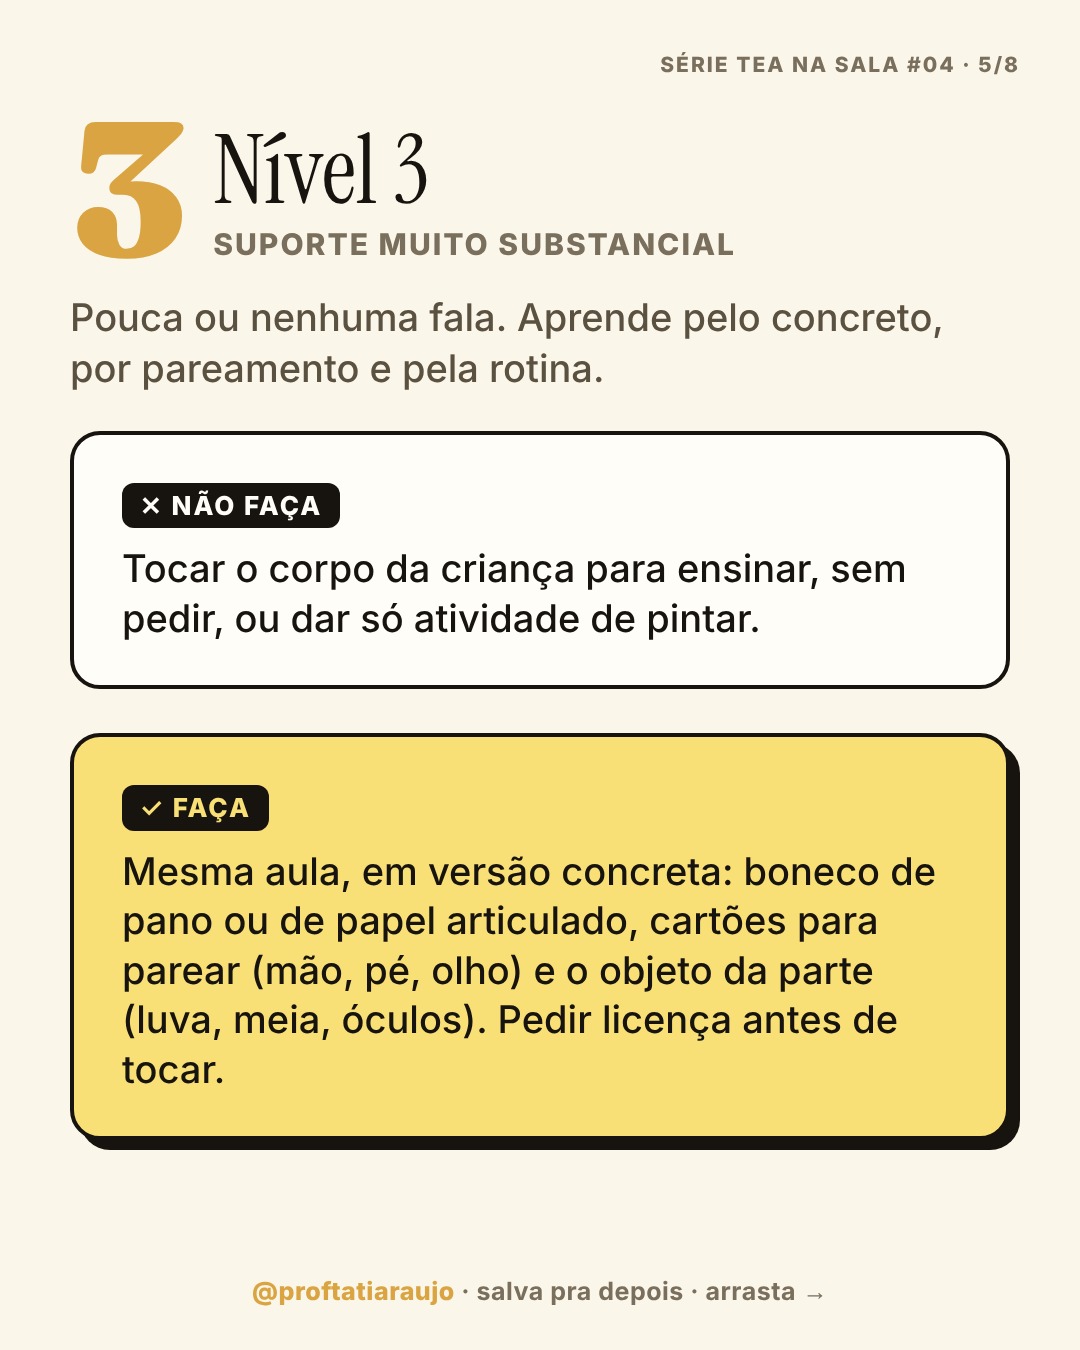 SÉRIE TEA NA SALA #04 · 5/8
3
Nível 3
SUPORTE MUITO SUBSTANCIAL
Pouca ou nenhuma fala. Aprende pelo concreto,
por pareamento e pela rotina.
✕ NÃO FAÇA
Tocar o corpo da criança para ensinar, sem
pedir, ou dar só atividade de pintar.
✓ FAÇA
Mesma aula, em versão concreta: boneco de
pano ou de papel articulado, cartões para
parear (mão, pé, olho) e o objeto da parte
(luva, meia, óculos). Pedir licença antes de
tocar.
@proftatiaraujo · salva pra depois · arrasta →